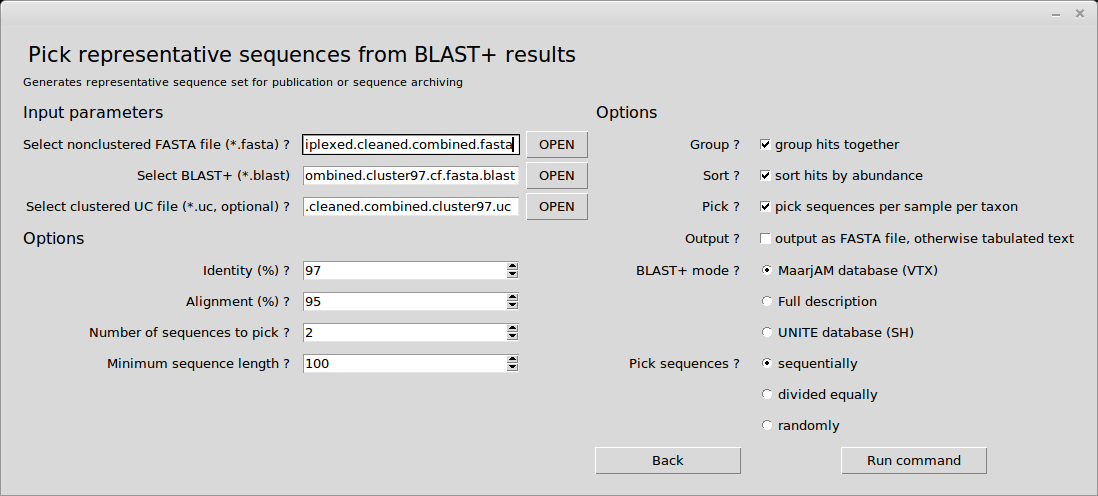 Pick representative sequences from BLAST+ results
Generates representative sequence set for publication or sequence archiving
Input parameters
Select nonclustered FASTA file (*.fasta) ? iplexed.cleaned.combined.fasta OPEN
Select BLAST+ (*.blast) ombined.cluster97.cf.fasta.blast OPEN
Select clustered UC file (*.uc, optional) ? .cleaned.combined.cluster97.uc OPEN
Options
Identity (%) ? 97
Alignment (%) ? 95
Number of sequences to pick ? 2
Minimum sequence length ? 100
Options
Group ? group hits together
Sort ? sort hits by abundance
Pick ? pick sequences per sample per taxon
Output ? output as FASTA file, otherwise tabulated text
BLAST+ mode ? MaarjAM database (VTX)
Full description
UNITE database (SH)
Pick sequences ? sequentially
divided equally
randomly
Back Run command